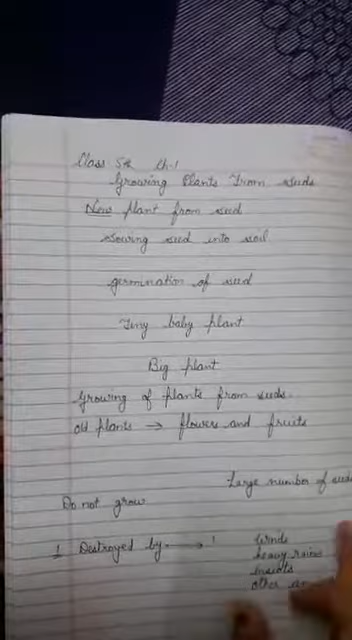 Class 5th Ch-1
Growing Plants From seeds
New plant from seed
Sowing seed into soil
germination of seed
Tiny baby plant
Big plant
Growing of plants from seeds.
Old plants → flowers and fruits
Large number of seeds
Do not grow
1 Destroyed by → Winds
heavy rains
Insects
other